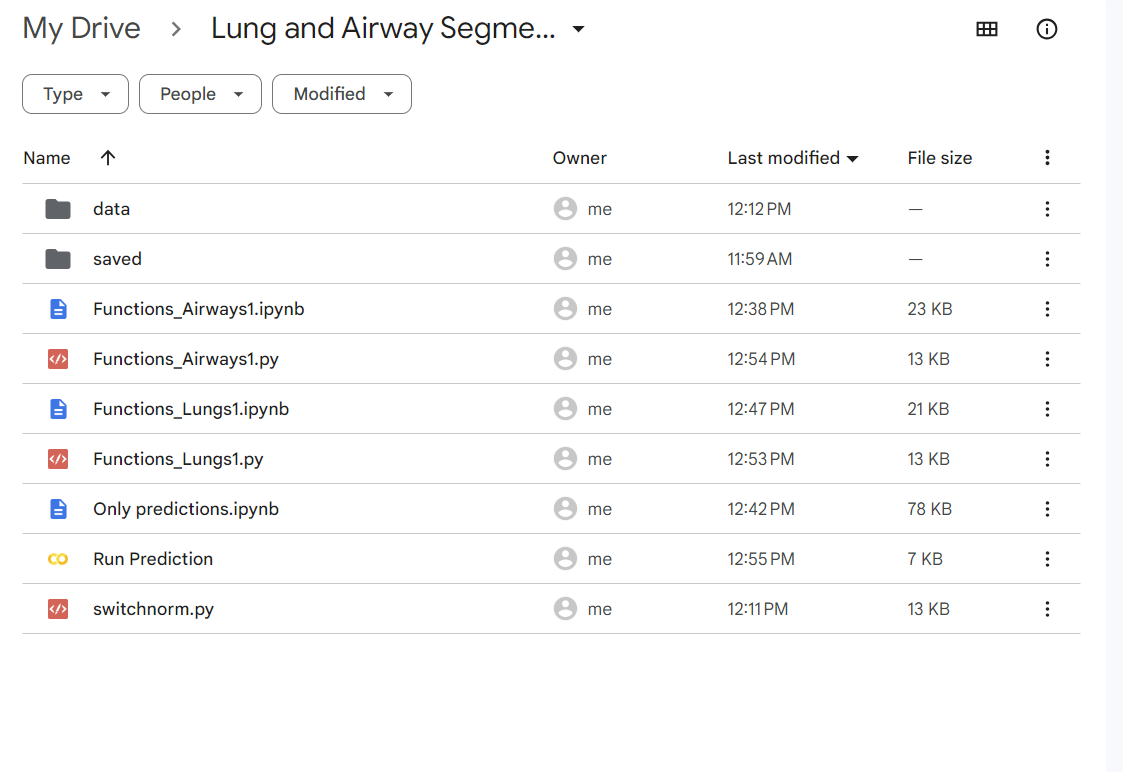 My Drive > Lung and Airway Segme...
Type People Modified
Name Owner Last modified File size
data me 12:12 PM —
saved me 11:59 AM —
Functions_Airways1.ipynb me 12:38 PM 23 KB
Functions_Airways1.py me 12:54 PM 13 KB
Functions_Lungs1.ipynb me 12:47 PM 21 KB
Functions_Lungs1.py me 12:53 PM 13 KB
Only predictions.ipynb me 12:42 PM 78 KB
Run Prediction me 12:55 PM 7 KB
switchnorm.py me 12:11 PM 13 KB